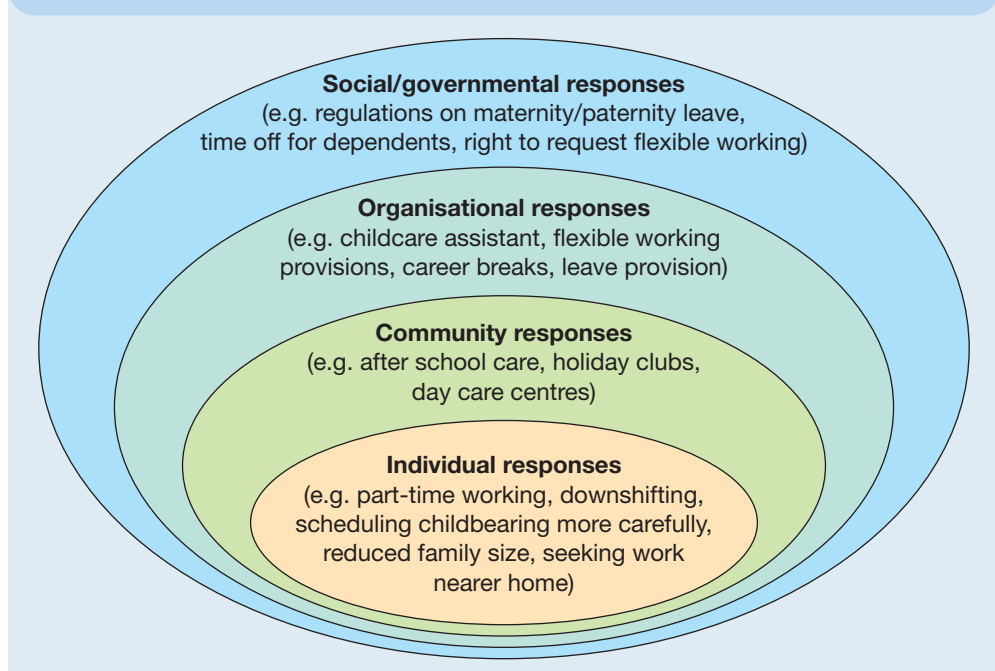 Social/governmental responses
(e.g. regulations on maternity/paternity leave,
time off for dependents, right to request flexible working)
Organisational responses
(e.g. childcare assistant, flexible working
provisions, career breaks, leave provision)
Community responses
(e.g. after school care, holiday clubs,
day care centres)
Individual responses
(e.g. part-time working, downshifting,
scheduling childbearing more carefully,
reduced family size, seeking work
nearer home)